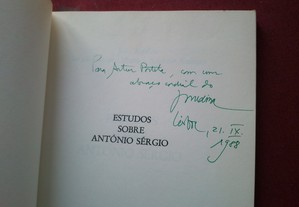 Para Artur Portela, com um
abraço cordial do
ESTUDOS
SOBRE
ANTÓNIO SÉRGIO
Lisboa, 21. IX.
1988